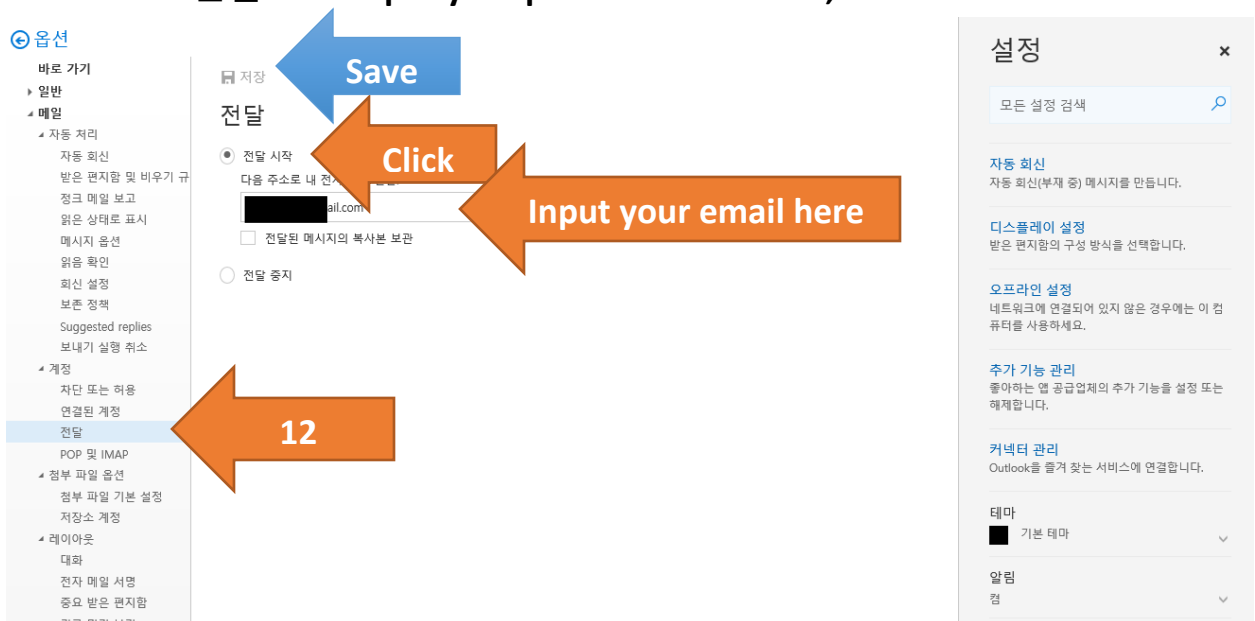 옵션
바로 가기
일반
메일
자동 처리
자동 회신
받은 편지함 및 비우기 규
정크 메일 보고
읽은 상태로 표시
메시지 옵션
읽음 확인
회신 설정
보존 정책
Suggested replies
보내기 실행 취소
계정
차단 또는 허용
연결된 계정
전달
POP 및 IMAP
첨부 파일 옵션
첨부 파일 기본 설정
저장소 계정
레이아웃
대화
전자 메일 서명
중요 받은 편지함
저장
Save
전달
전달 시작
Click
다음 주소로 내
ail.com
Input your email here
전달된 메시지의 복사본 보관
전달 중지
12
설정
×
모든 설정 검색
자동 회신
자동 회신(부재 중) 메시지를 만듭니다.
디스플레이 설정
받은 편지함의 구성 방식을 선택합니다.
오프라인 설정
네트워크에 연결되어 있지 않은 경우에는 이 컴
퓨터를 사용하세요.
추가 기능 관리
좋아하는 앱 공급업체의 추가 기능을 설정 또는
해제합니다.
커넥터 관리
Outlook을 즐겨 찾는 서비스에 연결합니다.
테마
기본 테마
알림
켬